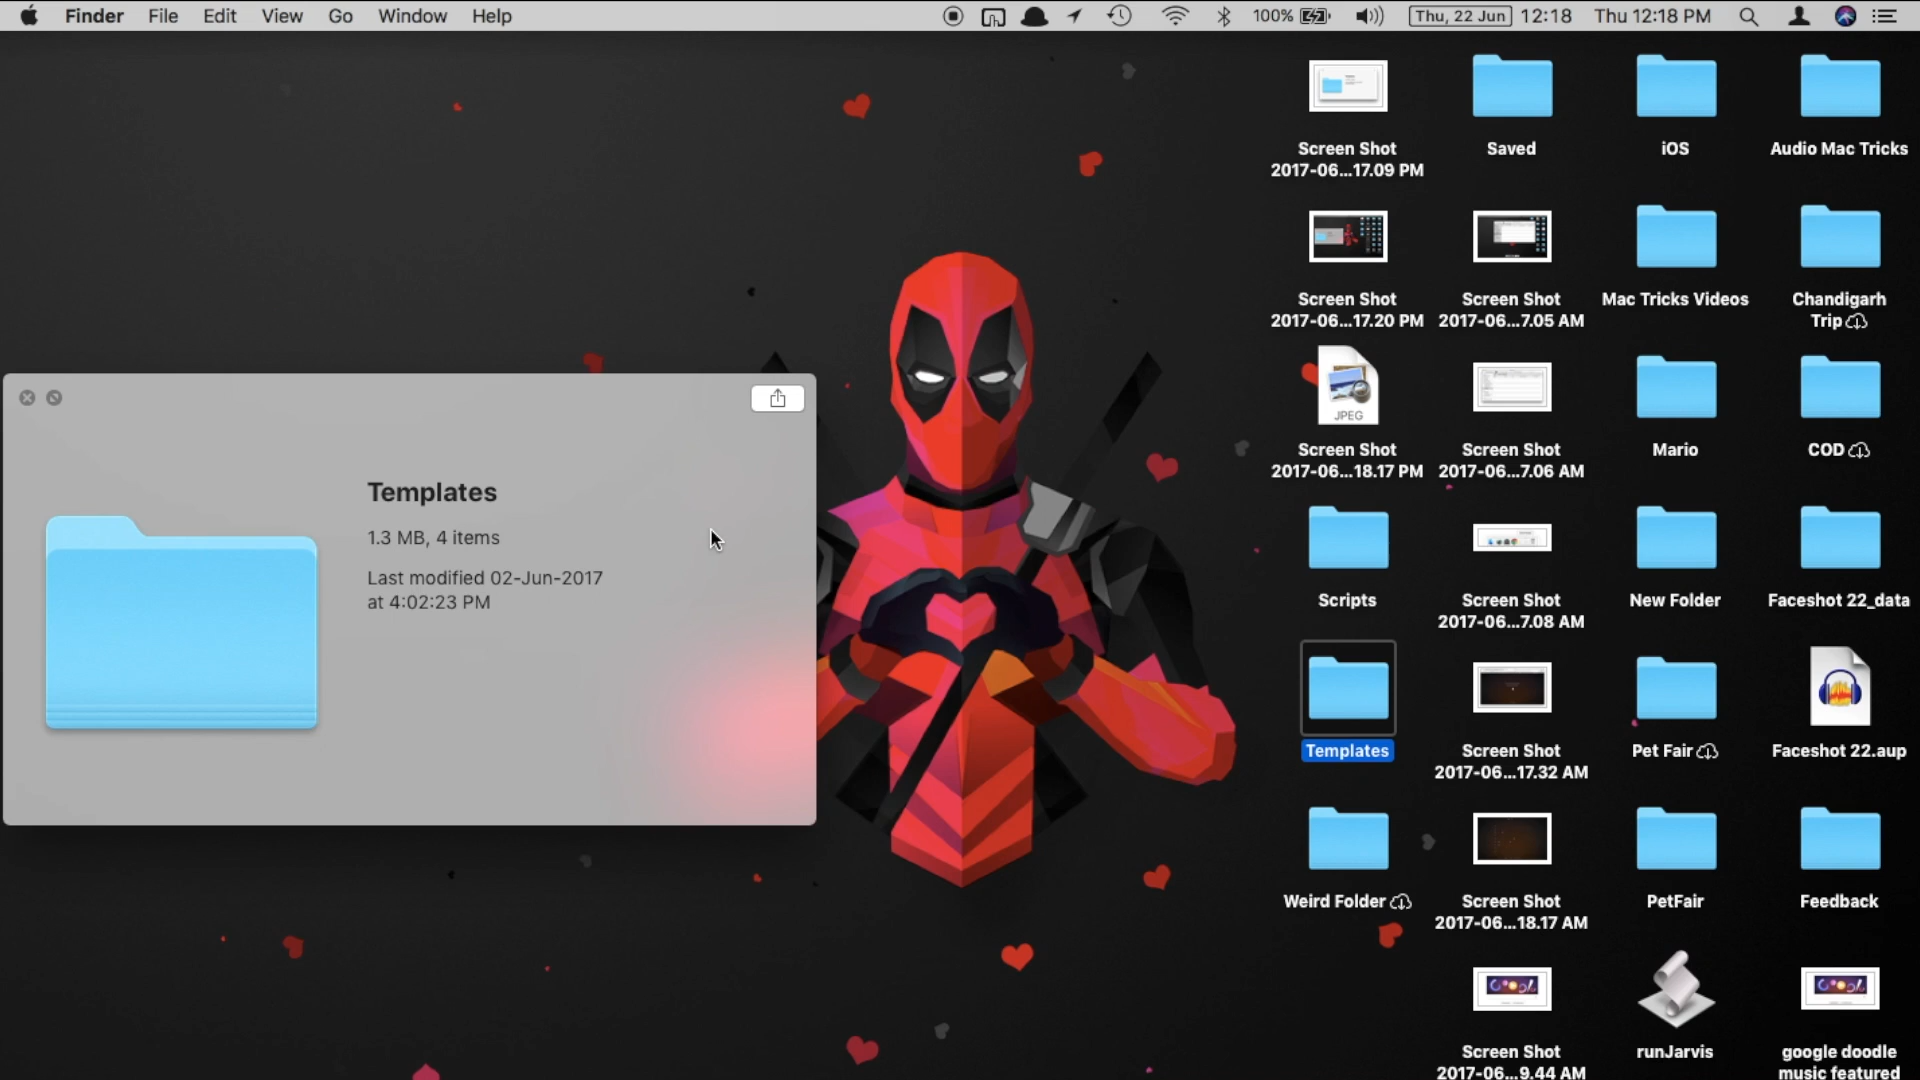 Finder File Edit View Go Window Help 100% Thu, 22 Jun 12:18 Thu 12:18 PM
Screen Shot
2017-06...17.09 PM
Saved
iOS
Audio Mac Tricks
Screen Shot
2017-06...17.20 PM
Screen Shot
2017-06...7.05 AM
Mac Tricks Videos
Chandigarh
Trip
JPEG
Screen Shot
2017-06...18.17 PM
Screen Shot
2017-06...7.06 AM
Mario
COD
Templates
1.3 MB, 4 items
Last modified 02-Jun-2017
at 4:02:23 PM
Scripts
Screen Shot
2017-06...7.08 AM
New Folder
Faceshot 22_data
Templates
Screen Shot
2017-06...17.32 AM
Pet Fair
Faceshot 22.aup
Weird Folder
Screen Shot
2017-06...18.17 AM
PetFair
Feedback
Screen Shot
2017-06...9.44 AM
runJarvis
google doodle
music featured